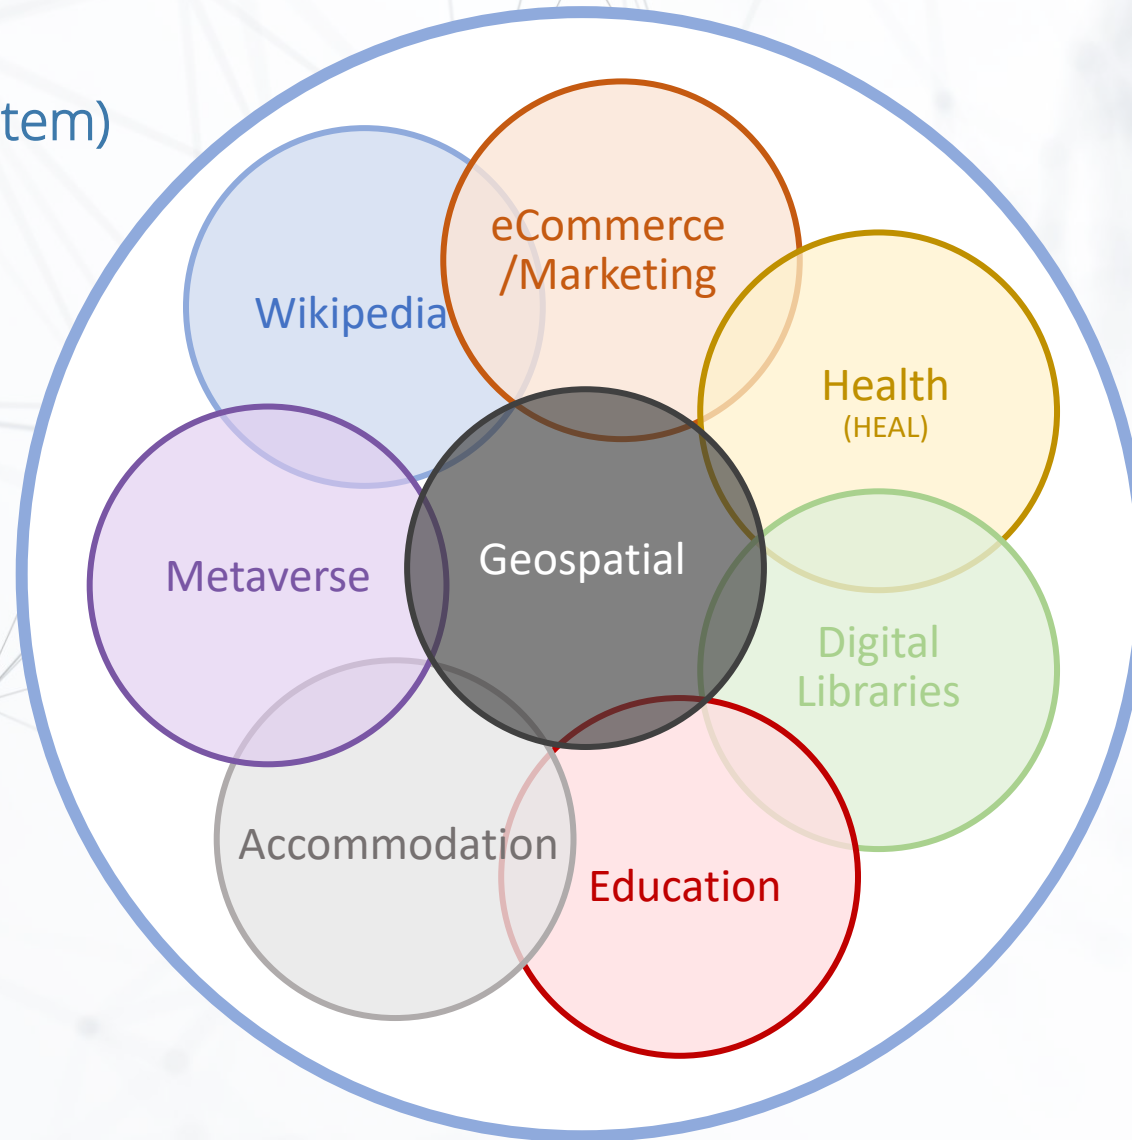 tem)
eCommerce
/Marketing
Wikipedia
Health
(HEAL)
Geospatial
Metaverse
Digital
Libraries
Accommodation
Education